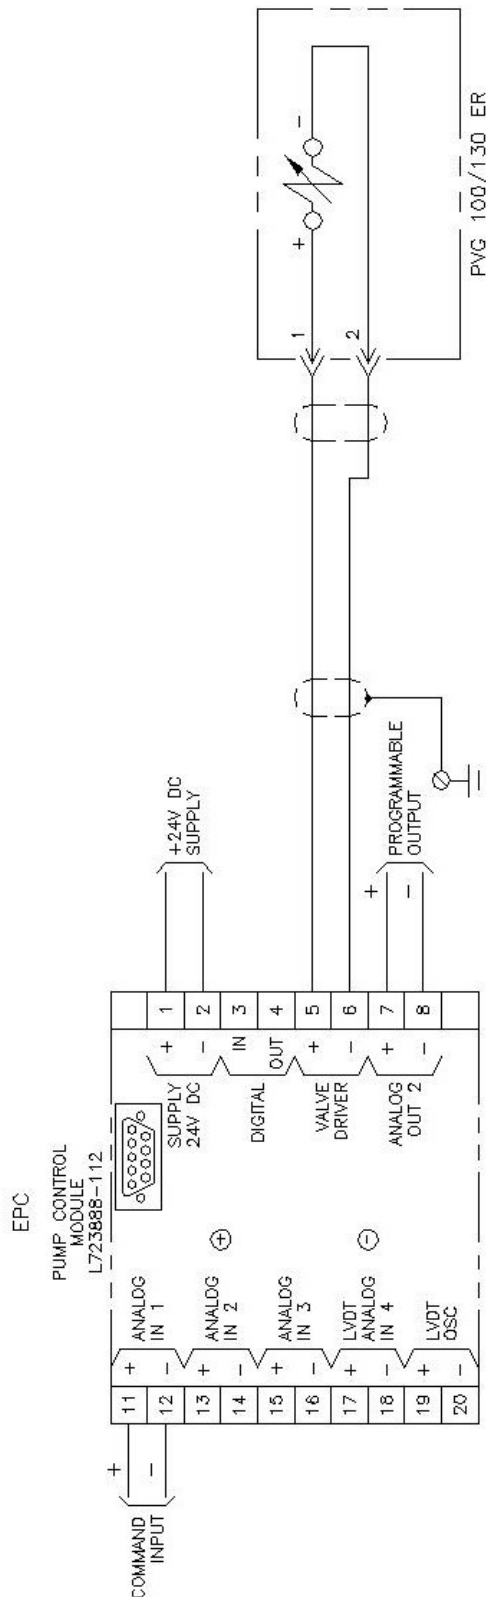 EPC
PUMP CONTROL
MODULE
L723888-112
COMMAND
INPUT
+
-
11
12
13
14
15
16
17
18
19
20
+
-
+
-
+
-
+
-
+
-
ANALOG
IN 1
ANALOG
IN 2
ANALOG
IN 3
LVDT
ANALOG
IN 4
LVDT
OSC
+
-
SUPPLY
24V DC
DIGITAL
VALVE
DRIVER
ANALOG
OUT 2
+
-
IN
OUT
+
-
+
-
1
2
3
4
5
6
7
8
+24V DC
SUPPLY
+
-
PROGRAMMABLE
OUTPUT
1
2
+
-
PVG 100/130 ER